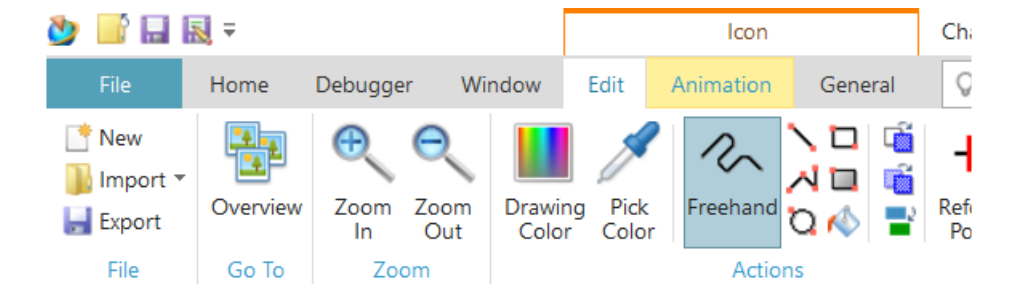 Icon
File Home Debugger Window Edit Animation General
New
Import
Export
Overview
Zoom In
Zoom Out
Drawing Color
Pick Color
Freehand
File Go To Zoom Actions